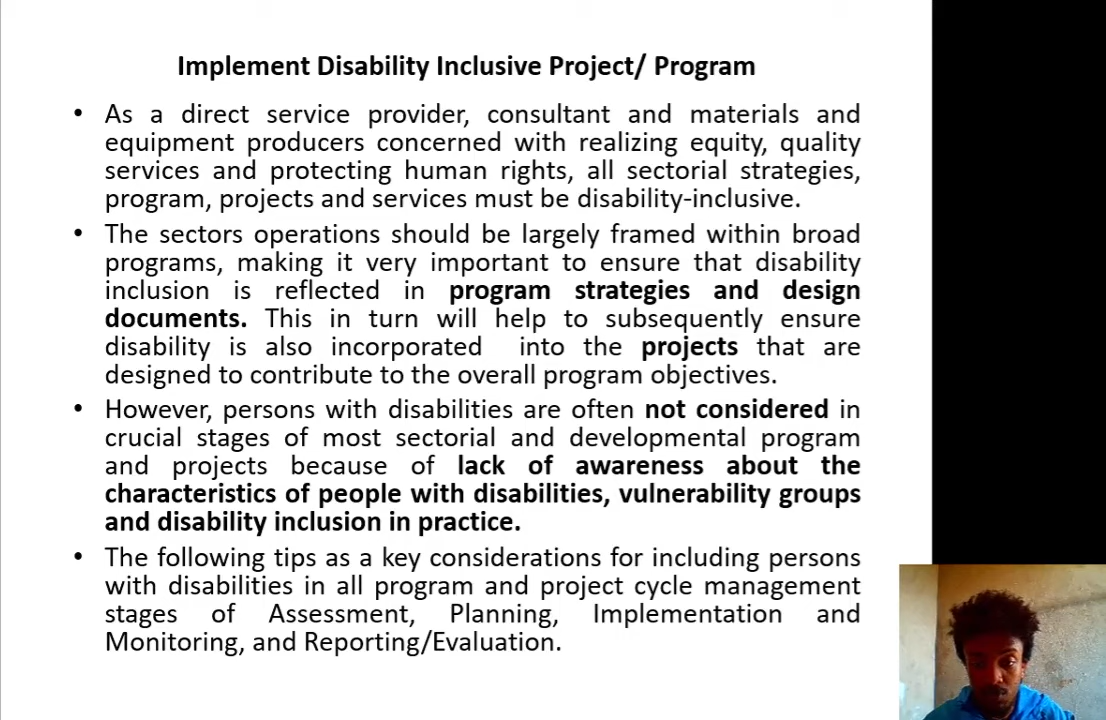 Implement Disability Inclusive Project/ Program
• As a direct service provider, consultant and materials and
equipment producers concerned with realizing equity, quality
services and protecting human rights, all sectorial strategies,
program, projects and services must be disability-inclusive.
• The sectors operations should be largely framed within broad
programs, making it very important to ensure that disability
inclusion is reflected in program strategies and design
documents. This in turn will help to subsequently ensure
disability is also incorporated into the projects that are
designed to contribute to the overall program objectives.
• However, persons with disabilities are often not considered in
crucial stages of most sectorial and developmental program
and projects because of lack of awareness about the
characteristics of people with disabilities, vulnerability groups
and disability inclusion in practice.
• The following tips as a key considerations for including persons
with disabilities in all program and project cycle management
stages of Assessment, Planning, Implementation and
Monitoring, and Reporting/Evaluation.